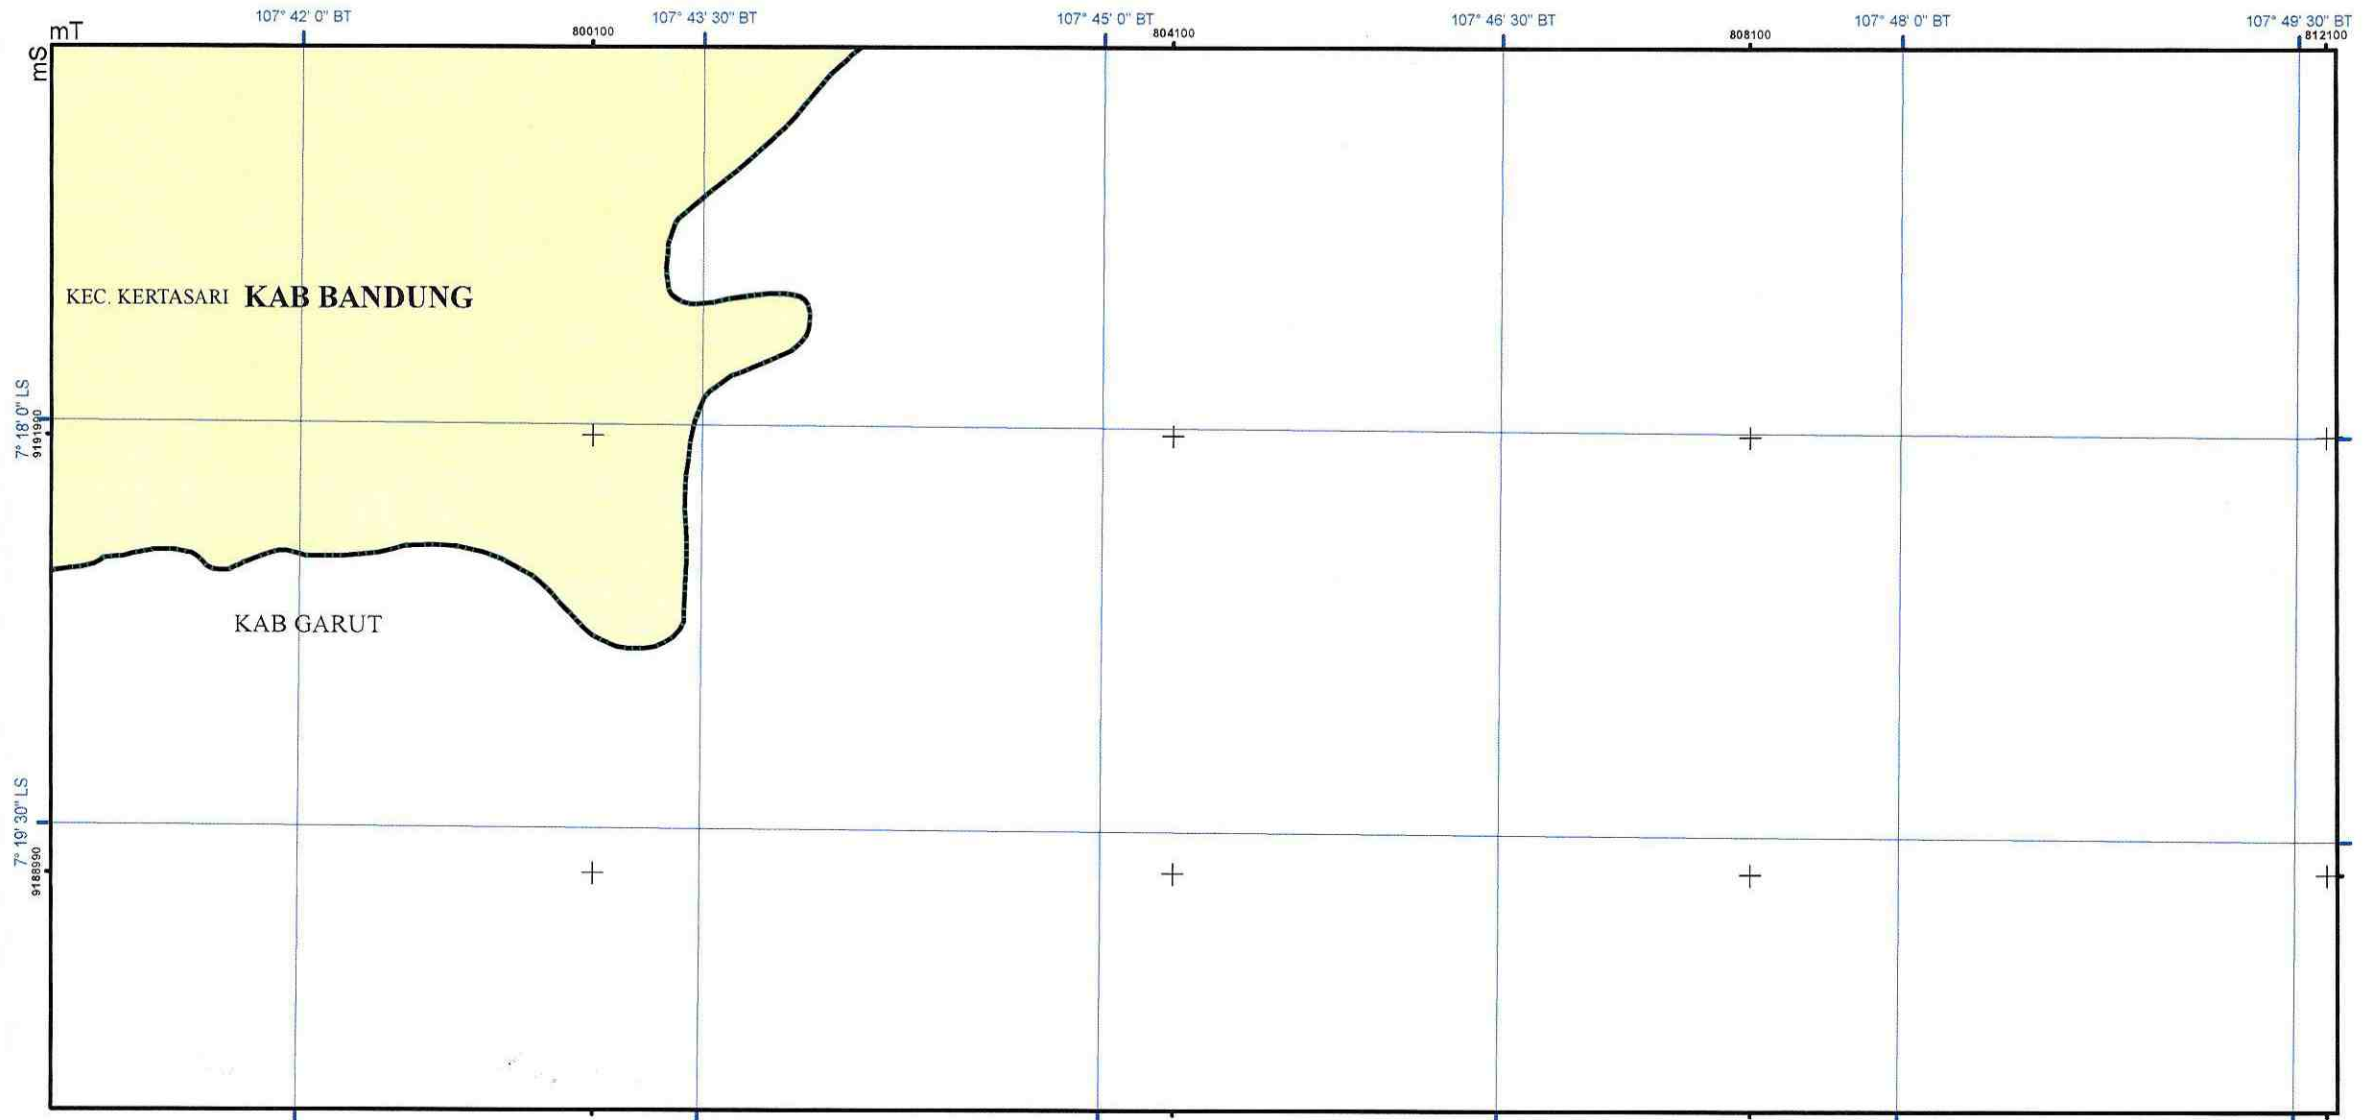 107° 42' 0" BT 107° 43' 30" BT 107° 45' 0" BT 107° 46' 30" BT 107° 48' 0" BT 107° 49' 30" BT
mT 800100 804100 808100 812100
mS
KEC. KERTASARI KAB BANDUNG
7° 18' 0" LS
9191990
KAB GARUT
7° 19' 30" LS
9188990